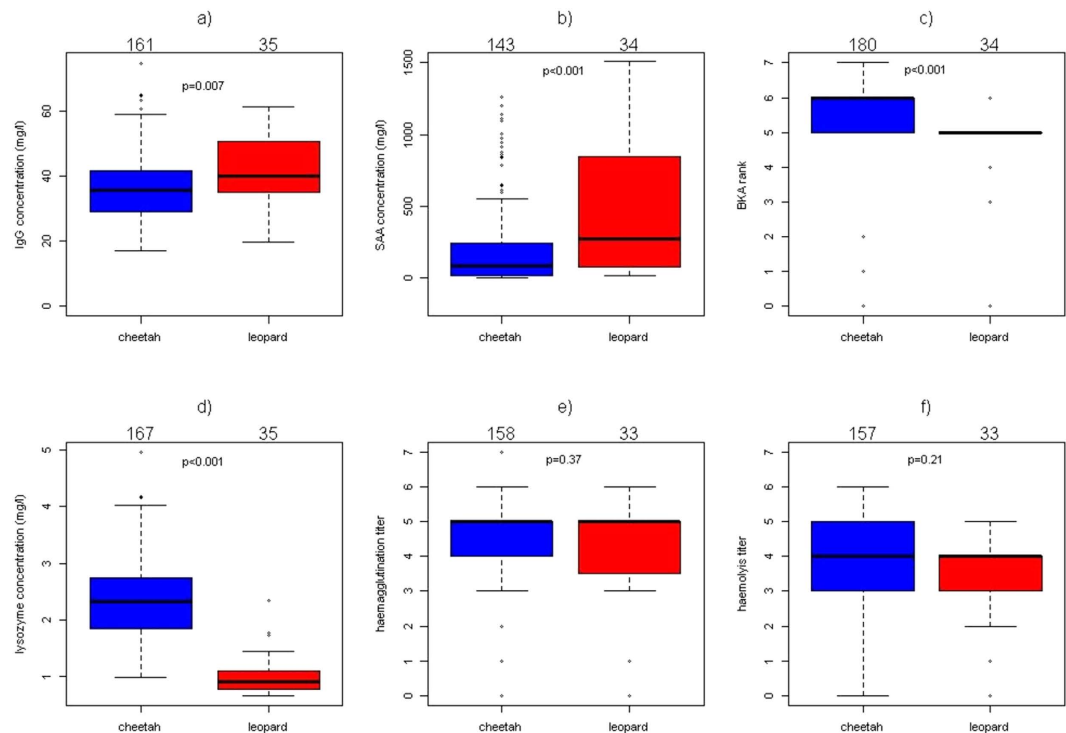 a)
161 35
p=0.007
IgG concentration (mg/l)
60
40
20
0
cheetah leopard
b)
143 34
p<0.001
SAA concentration (mg/l)
1500
1000
500
0
cheetah leopard
c)
180 34
p<0.001
BKA rank
7
6
5
4
3
2
1
0
cheetah leopard
d)
167 35
p<0.001
lysozyme concentration (mg/l)
5
4
3
2
1
cheetah leopard
e)
158 33
p=0.37
haemagglutination titer
7
6
5
4
3
2
1
0
cheetah leopard
f)
157 33
p=0.21
haemolyis titer
7
6
5
4
3
2
1
0
cheetah leopard